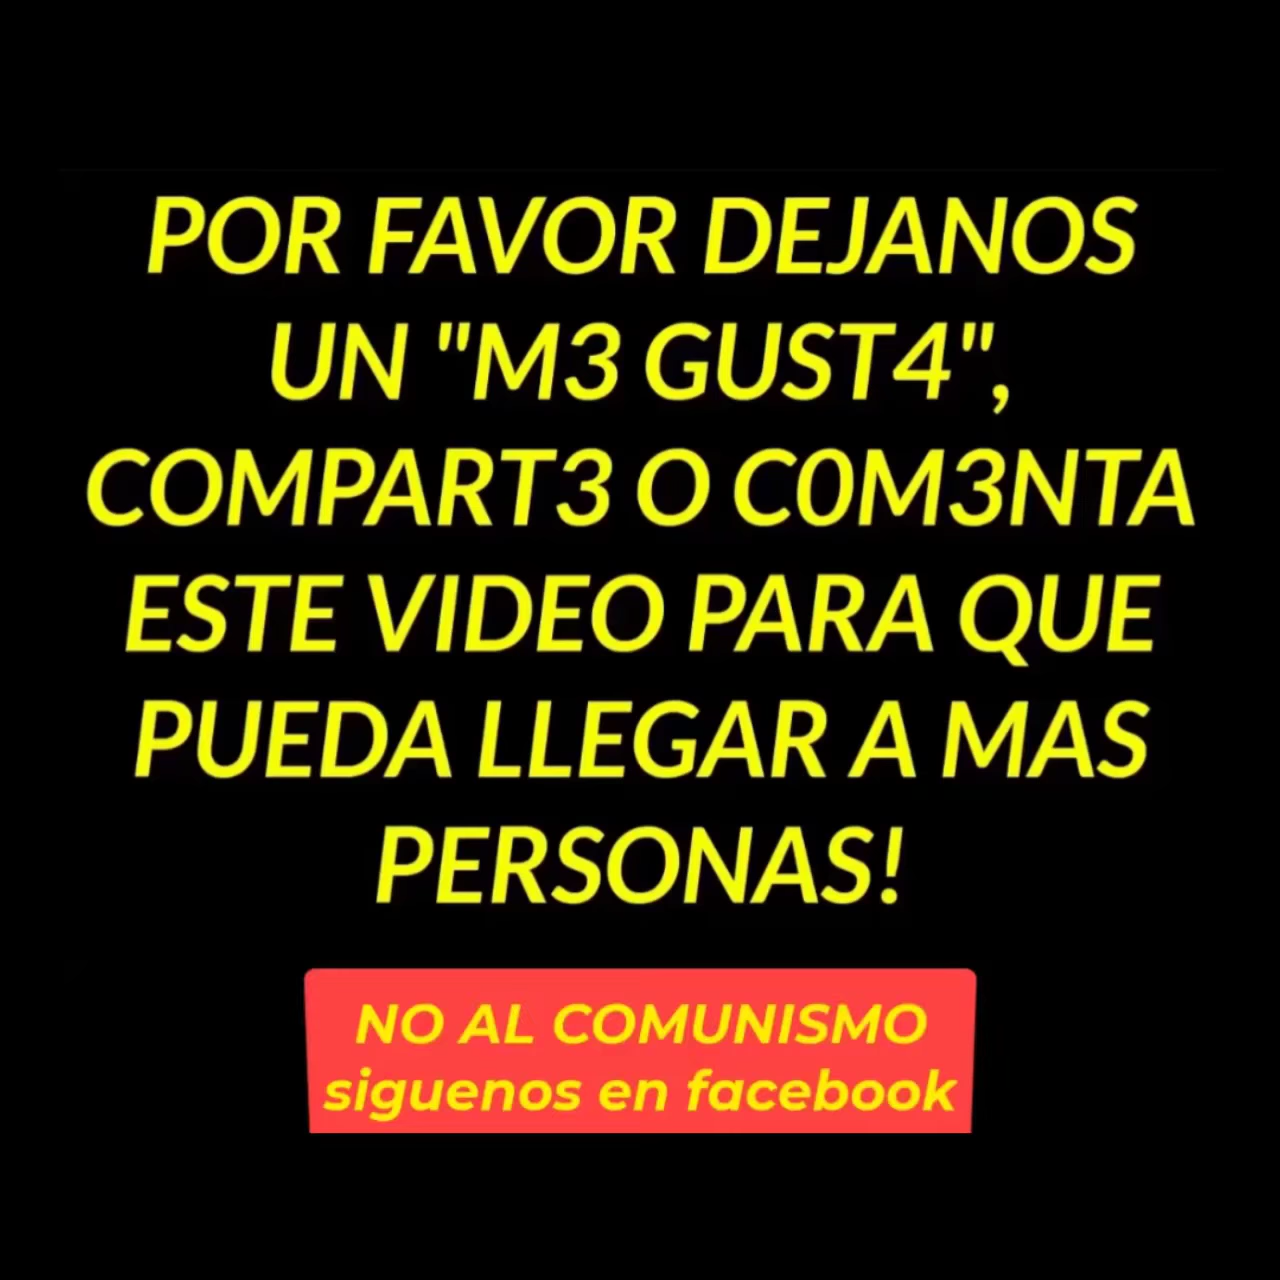 POR FAVOR DEJANOS
UN "M3 GUST4",
COMPART3 O C0M3NTA
ESTE VIDEO PARA QUE
PUEDA LLEGAR A MAS
PERSONAS!
NO AL COMUNISMO
siguenos en facebook